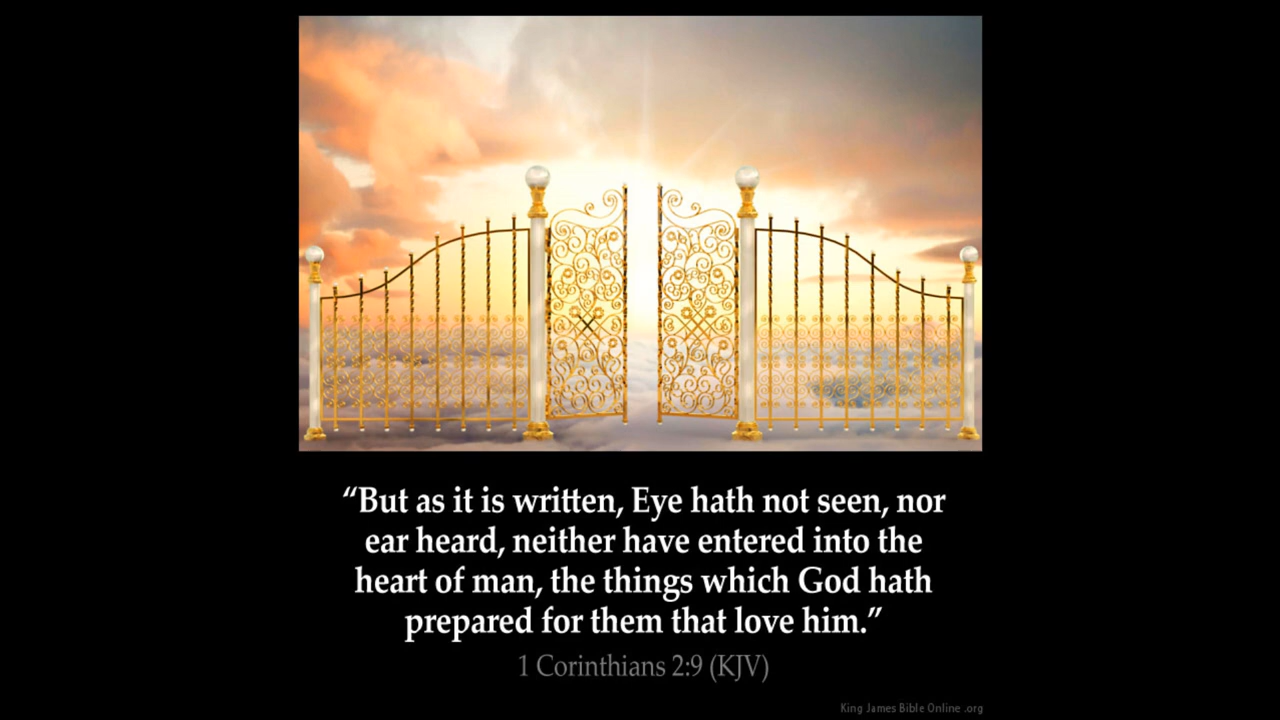 “But as it is written, Eye hath not seen, nor
ear heard, neither have entered into the
heart of man, the things which God hath
prepared for them that love him.”
1 Corinthians 2:9 (KJV)
King James Bible Online .org